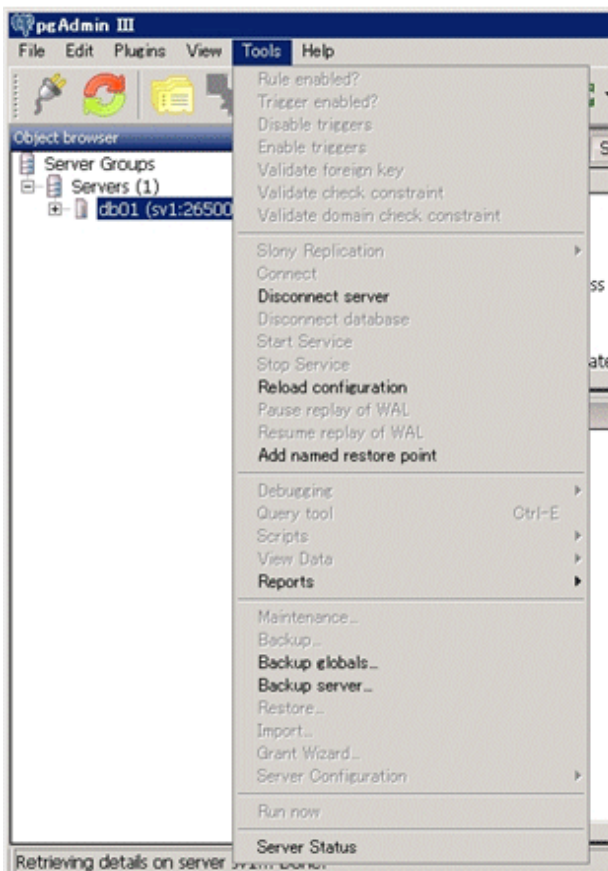 pgAdmin III
File Edit Plugins View Tools Help
Object browser
Server Groups
Servers (1)
db01 (sv1:26500
Rule enabled?
Trigger enabled?
Disable triggers
Enable triggers
Validate foreign key
Validate check constraint
Validate domain check constraint
Slony Replication
Connect
Disconnect server
Disconnect database
Start Service
Stop Service
Reload configuration
Pause replay of WAL
Resume replay of WAL
Add named restore point
Debugging
Query tool Ctrl-E
Scripts
View Data
Reports
Maintenance...
Backup...
Backup globals...
Backup server...
Restore...
Import...
Grant Wizard...
Server Configuration
Run now
Server Status
S
ss
ate
Retrieving details on server sv1... Done.